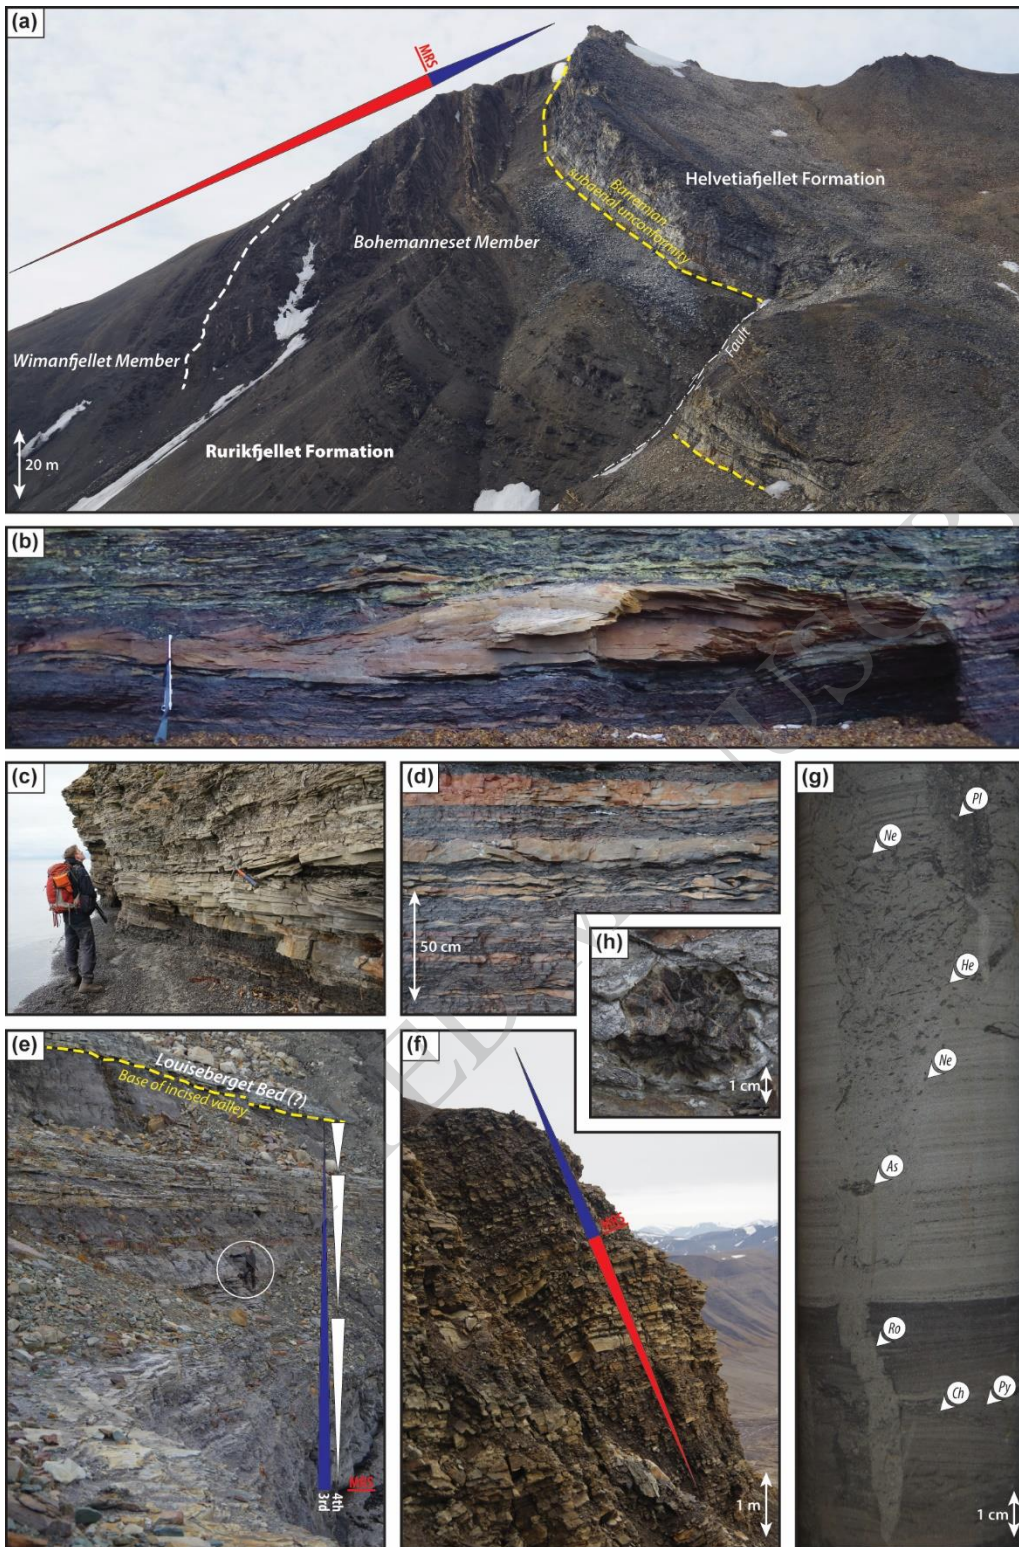 (a)
MRS
Barremian
subaerial unconformity
Helvetiafjellet Formation
Bohemanneset Member
Wimanfjellet Member
Fault
Rurikfjellet Formation
20 m
(b)
(c)
(d)
50 cm
(h)
1 cm
(g)
Pl
Ne
He
Ne
As
Ro
Ch
Py
1 cm
(e)
Louiseberget Bed (?)
Base of incised valley
MRS
3rd
4th
(f)
MRS
1 m